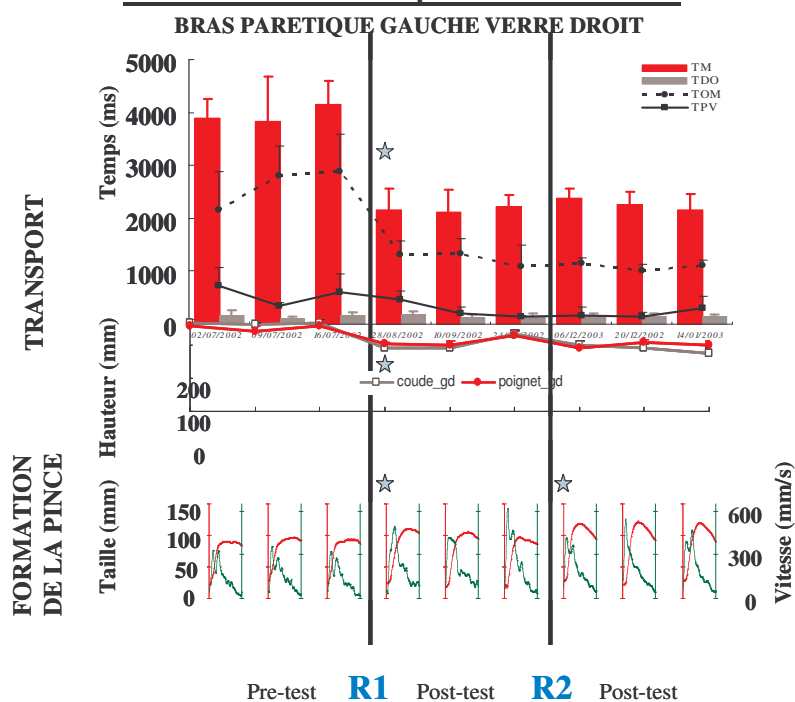 BRAS PARETIQUE GAUCHE VERRE DROIT
TRANSPORT
Temps (ms)
5000
4000
3000
2000
1000
0
TM
TDO
TOM
TPV
02/07/2002 09/07/2002 16/07/2002 28/08/2002 10/09/2002 06/12/2003 20/12/2002 14/01/2003
Hauteur (mm)
200
100
0
coude_gd poignet_gd
FORMATION
DE LA PINCE
Taille (mm)
150
100
50
0
600
300
0
Vitesse (mm/s)
Pre-test R1 Post-test R2 Post-test